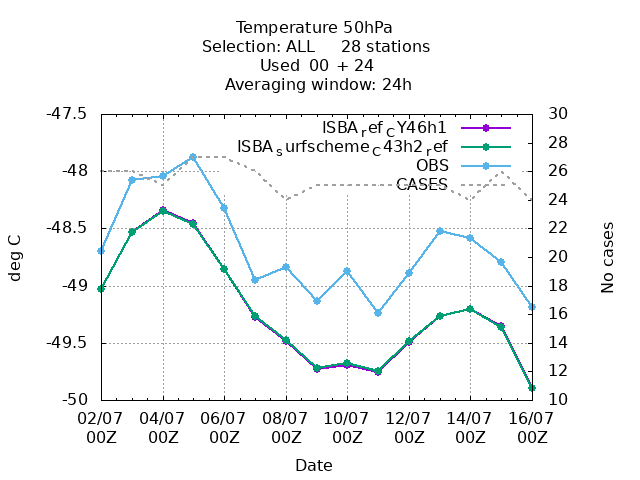 Temperature 50hPa
Selection: ALL 28 stations
Used 00 + 24
Averaging window: 24h
ISBA_ref_CY46h1
ISBA_surfscheme_C43h2_ref
OBS
CASES
-47.5
-48
-48.5
-49
-49.5
-50
30
28
26
24
22
20
18
16
14
12
10
deg C
No cases
02/07 04/07 06/07 08/07 10/07 12/07 14/07 16/07
00Z 00Z 00Z 00Z 00Z 00Z 00Z 00Z
Date